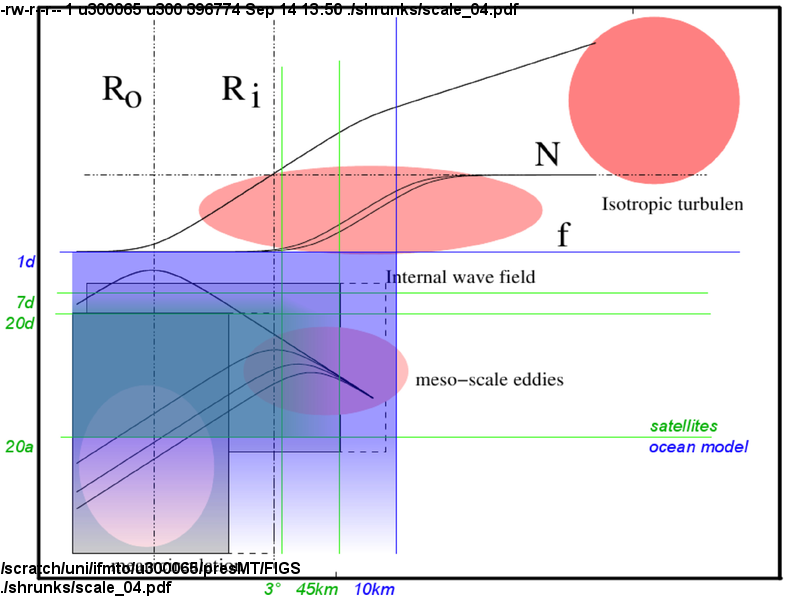 -rw-r--r-- 1 u300065 u300 396774 Sep 14 13:50 ./shrunks/scale_04.pdf
Ro Ri
N
Isotropic turbulen
f
1d
Internal wave field
7d
20d
meso-scale eddies
satellites
20a
ocean model
/scratch/uni/ifmto/u300065/presMT/FIGS
./shrunks/scale_04.pdf
3° 45km 10km